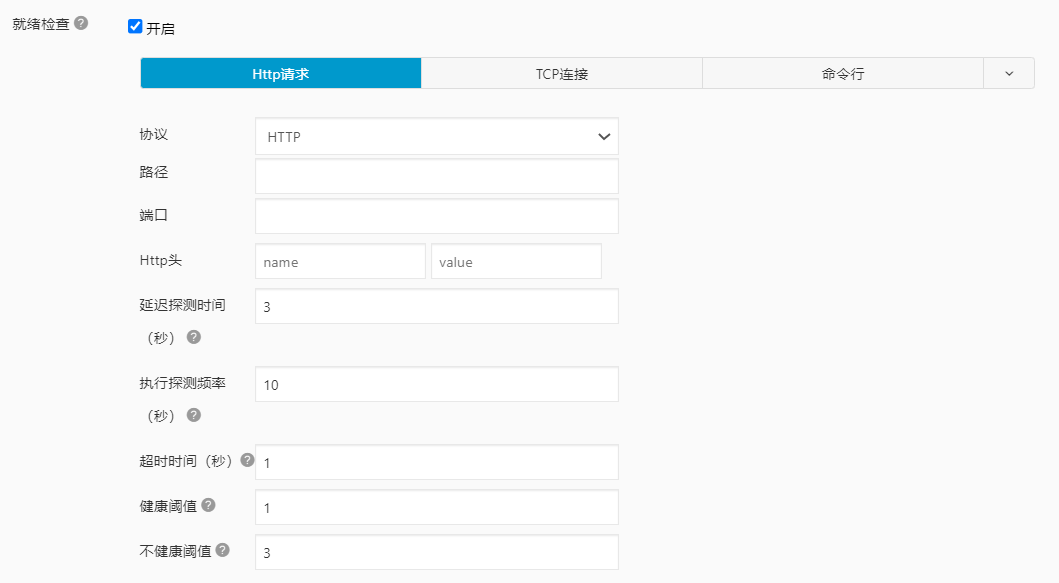 就绪检查 ?
开启
Http请求 TCP连接 命令行
协议 HTTP
路径
端口
Http头 name value
延迟探测时间 3
（秒） ?
执行探测频率 10
（秒） ?
超时时间（秒） ? 1
健康阈值 ? 1
不健康阈值 ? 3